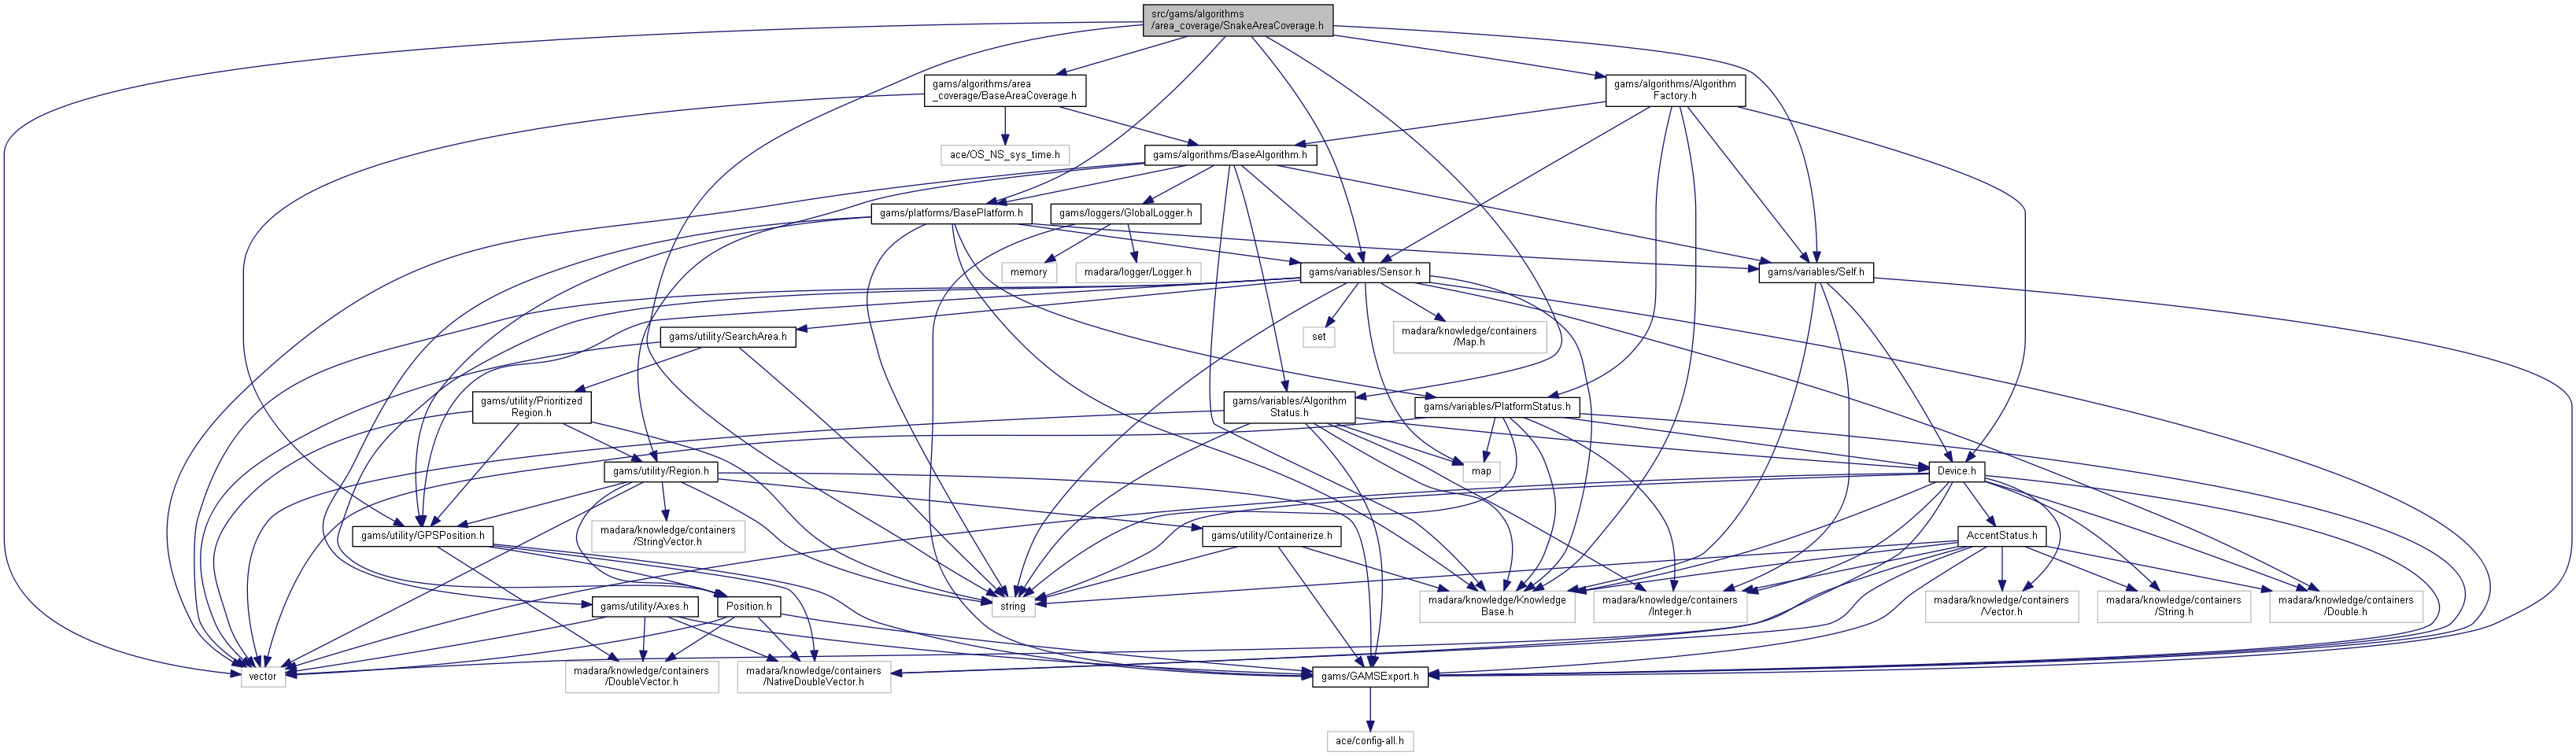 src/gams/algorithms
/area_coverage/SnakeAreaCoverage.h
gams/algorithms/area
_coverage/BaseAreaCoverage.h
gams/algorithms/Algorithm
Factory.h
ace/OS_NS_sys_time.h
gams/algorithms/BaseAlgorithm.h
gams/platforms/BasePlatform.h
gams/loggers/GlobalLogger.h
memory
madara/logger/Logger.h
gams/variables/Sensor.h
gams/variables/Self.h
gams/utility/SearchArea.h
set
madara/knowledge/containers
/Map.h
gams/utility/Prioritized
Region.h
gams/variables/Algorithm
Status.h
gams/variables/PlatformStatus.h
gams/utility/Region.h
map
Device.h
gams/utility/GPSPosition.h
madara/knowledge/containers
/StringVector.h
gams/utility/Containerize.h
AccentStatus.h
gams/utility/Axes.h
Position.h
string
madara/knowledge/Knowledge
Base.h
madara/knowledge/containers
/Integer.h
madara/knowledge/containers
/Vector.h
madara/knowledge/containers
/String.h
madara/knowledge/containers
/Double.h
vector
madara/knowledge/containers
/DoubleVector.h
madara/knowledge/containers
/NativeDoubleVector.h
gams/GAMSExport.h
ace/config-all.h